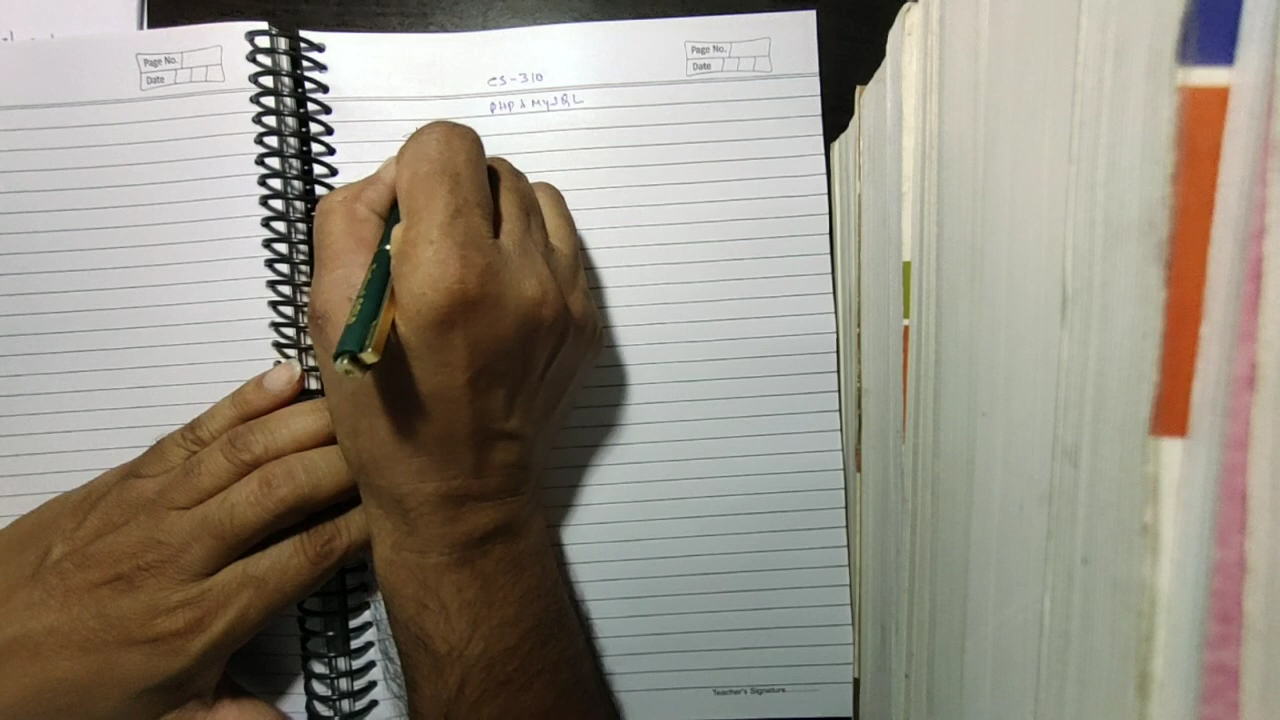 Page No.
Date
Page No.
Date
CS-310
PHP & MySQL
Teacher's Signature